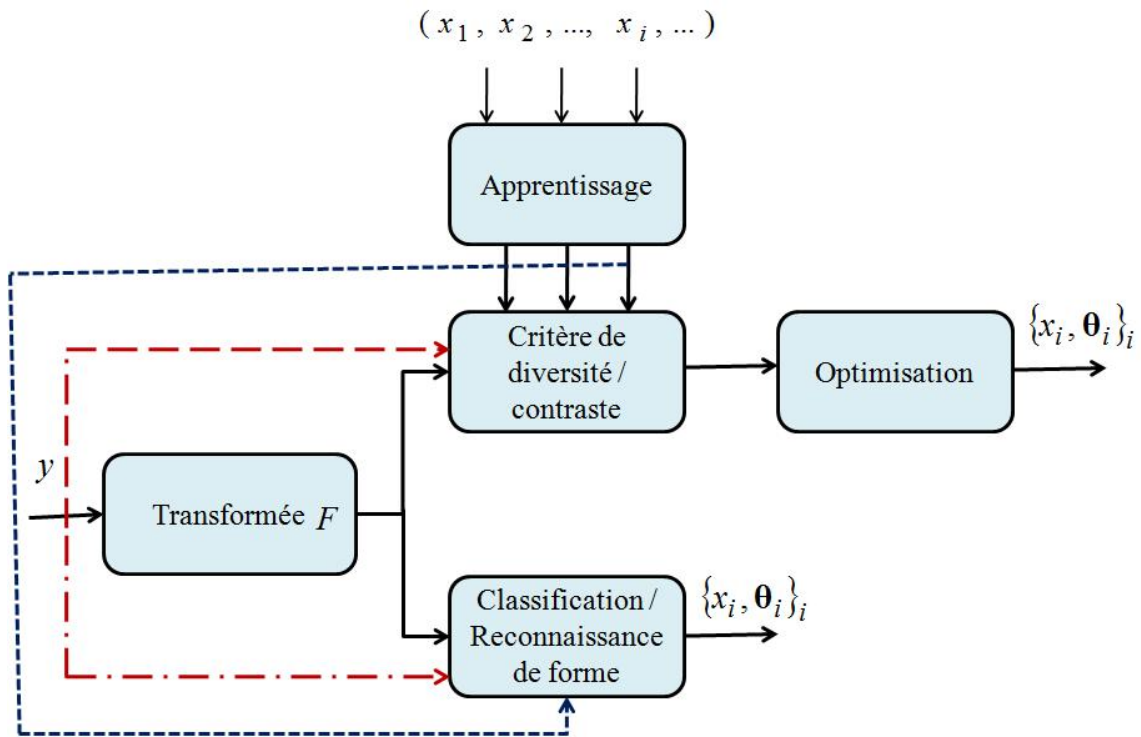 ( x1 , x2 , ..., xi , ... )
Apprentissage
Critère de
diversité /
contraste
Optimisation
{xi , θi}i
y
Transformée F
Classification /
Reconnaissance
de forme
{xi , θi}i